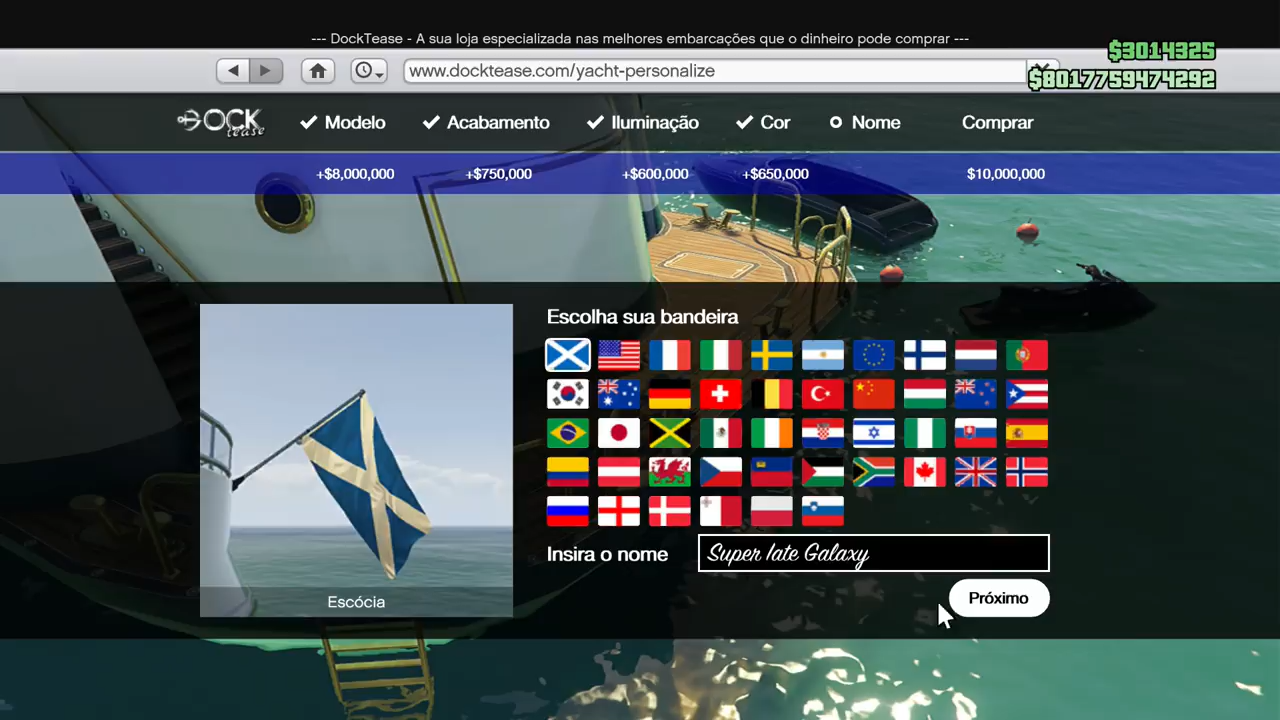 --- DockTease - A sua loja especializada nas melhores embarcações que o dinheiro pode comprar ---
$3014325
www.docktease.com/yacht-personalize
$8017759474292
DOCK tease
Modelo Acabamento Iluminação Cor Nome Comprar
+$8,000,000 +$750,000 +$600,000 +$650,000 $10,000,000
Escolha sua bandeira
Insira o nome Super Iate Galaxy
Próximo
Escócia